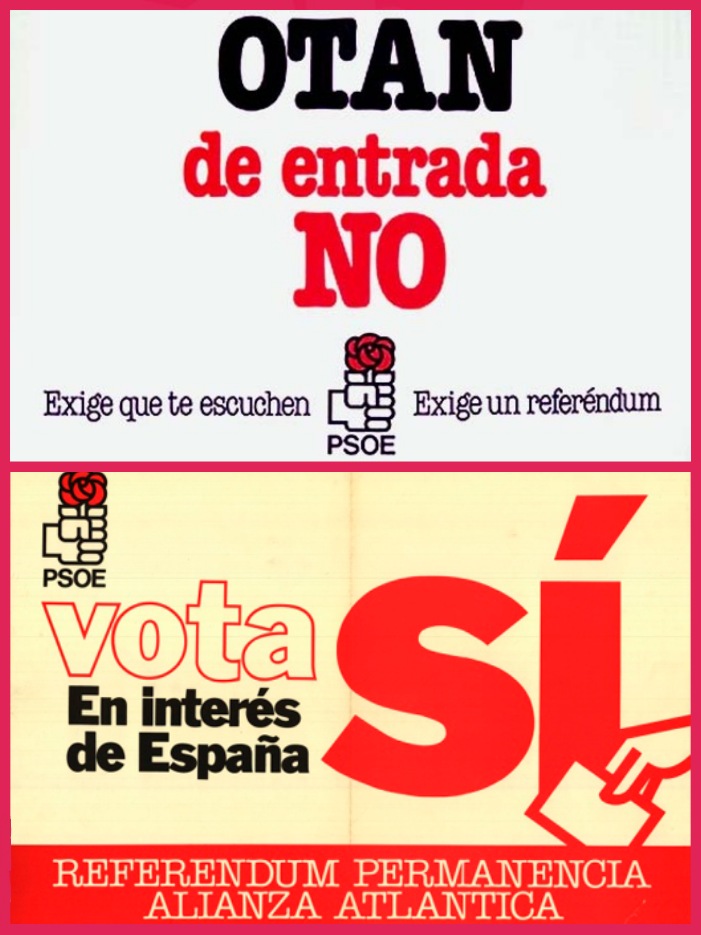 OTAN
de entrada
NO
Exige que te escuchen
Exige un referéndum
PSOE
PSOE
vota
SÍ
En interés
de España
REFERENDUM PERMANENCIA
ALIANZA ATLANTICA